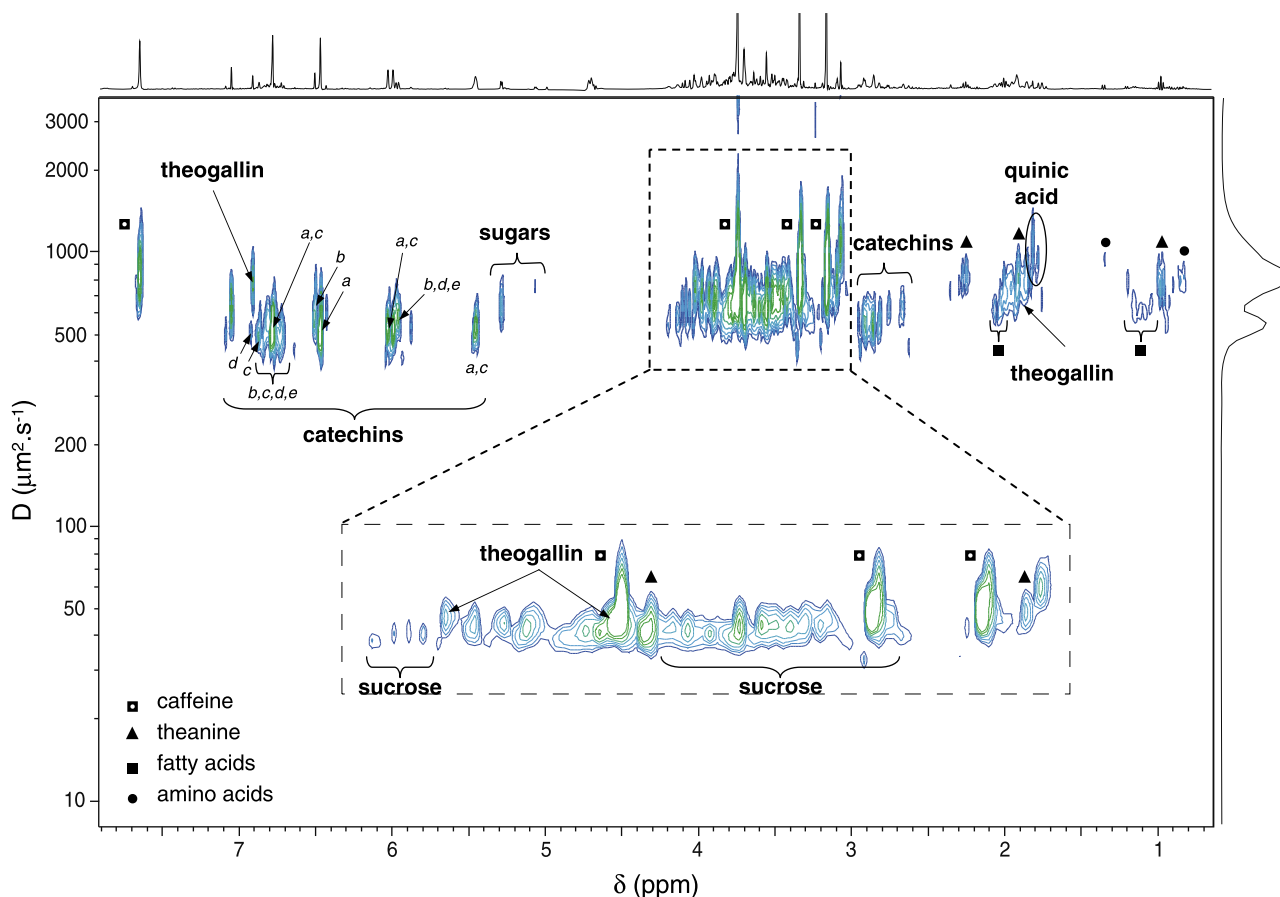 3000
2000
1000
500
200
100
50
10
D (μm².s⁻¹)
theogallin
a,c
b
a
a,c
b,d,e
sugars
d
c
b,c,d,e
a,c
catechins
catechins
quinic
acid
theogallin
theogallin
sucrose
sucrose
caffeine
theanine
fatty acids
amino acids
7
6
5
4
3
2
1
δ (ppm)